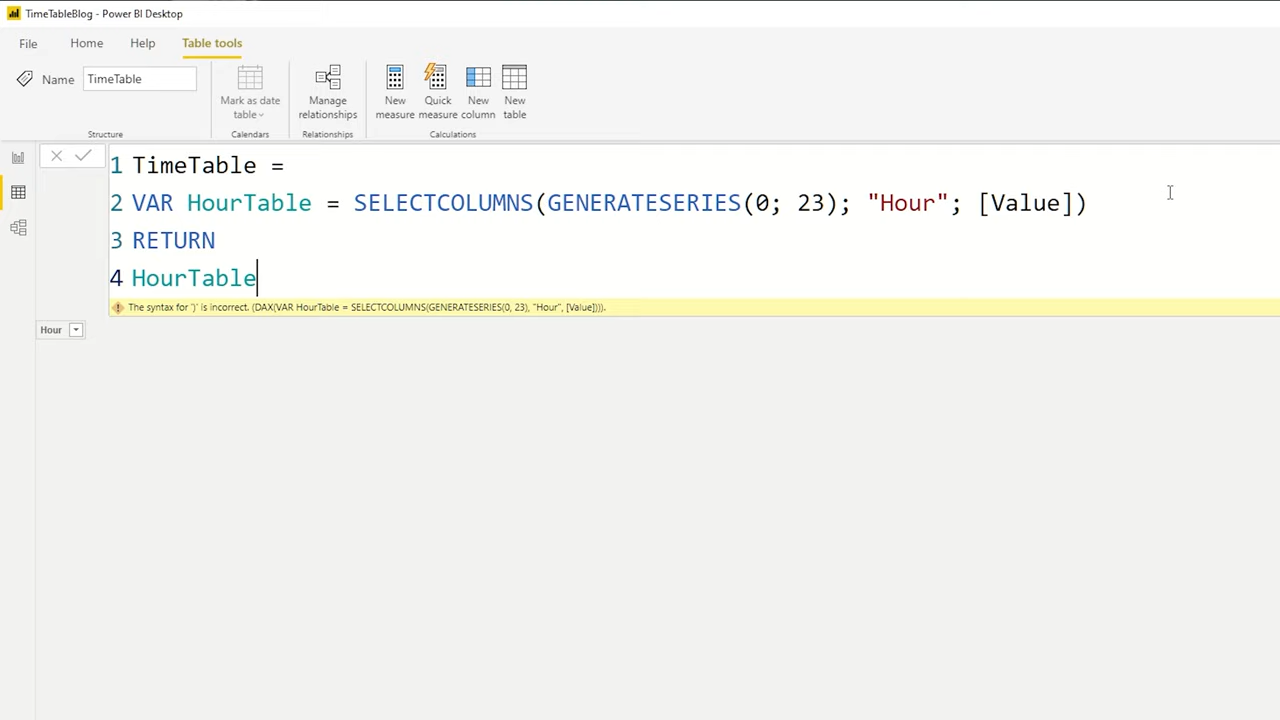 TimeTableBlog - Power BI Desktop
File Home Help Table tools
Name TimeTable
Mark as date table
Manage relationships
New measure
Quick measure
New column
New table
Structure Calendars Relationships Calculations
1 TimeTable =
2 VAR HourTable = SELECTCOLUMNS(GENERATESERIES(0; 23); "Hour"; [Value])
3 RETURN
4 HourTable
The syntax for ')' is incorrect. (DAX(VAR HourTable = SELECTCOLUMNS(GENERATESERIES(0, 23), "Hour", [Value]))).
Hour